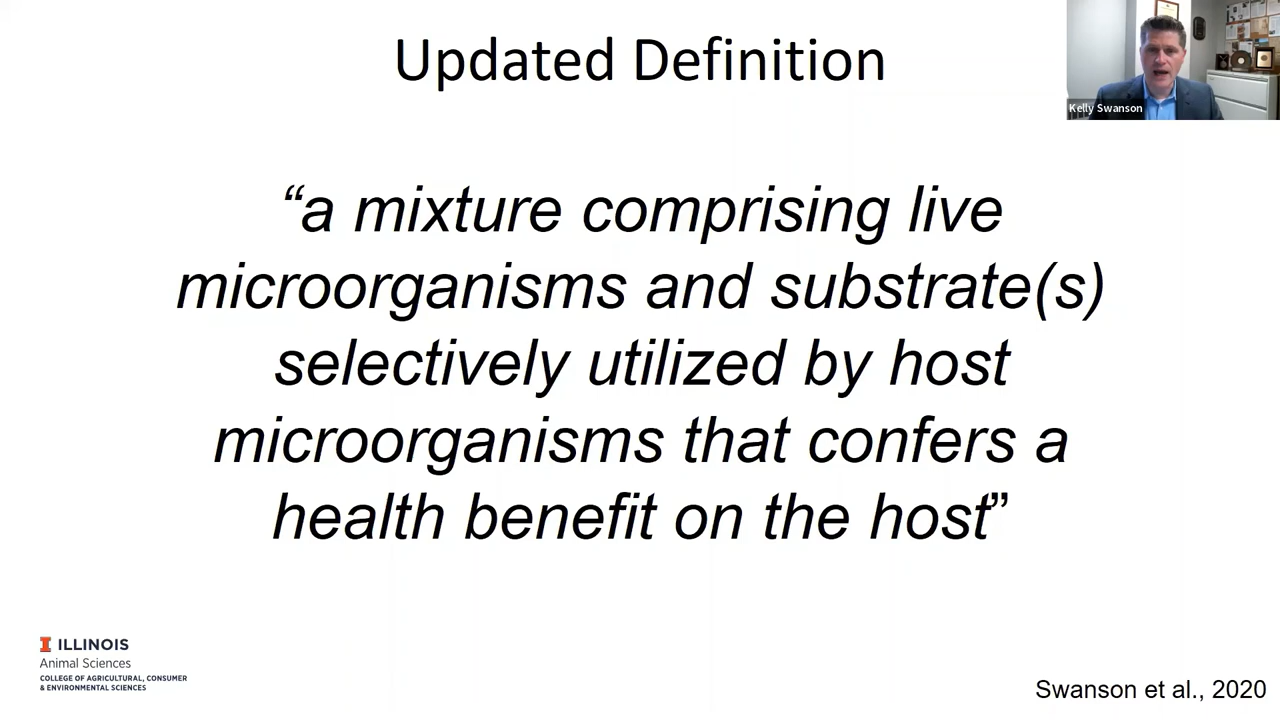 Updated Definition
Kelly Swanson
“a mixture comprising live
microorganisms and substrate(s)
selectively utilized by host
microorganisms that confers a
health benefit on the host”
I ILLINOIS
Animal Sciences
COLLEGE OF AGRICULTURAL, CONSUMER
& ENVIRONMENTAL SCIENCES
Swanson et al., 2020